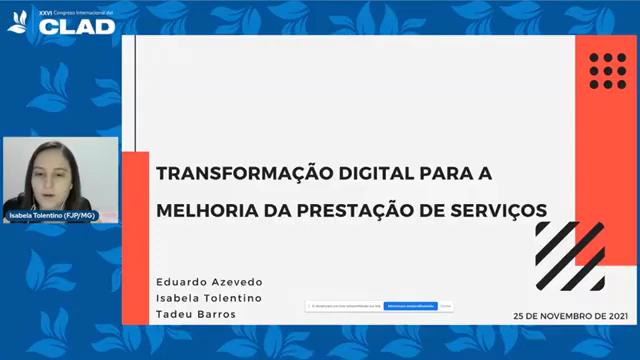 XXVI Congreso Internacional del
CLAD
TRANSFORMAÇÃO DIGITAL PARA A
MELHORIA DA PRESTAÇÃO DE SERVIÇOS
Isabela Tolentino (FJP/MG)
Eduardo Azevedo
Isabela Tolentino
Tadeu Barros
25 DE NOVEMBRO DE 2021